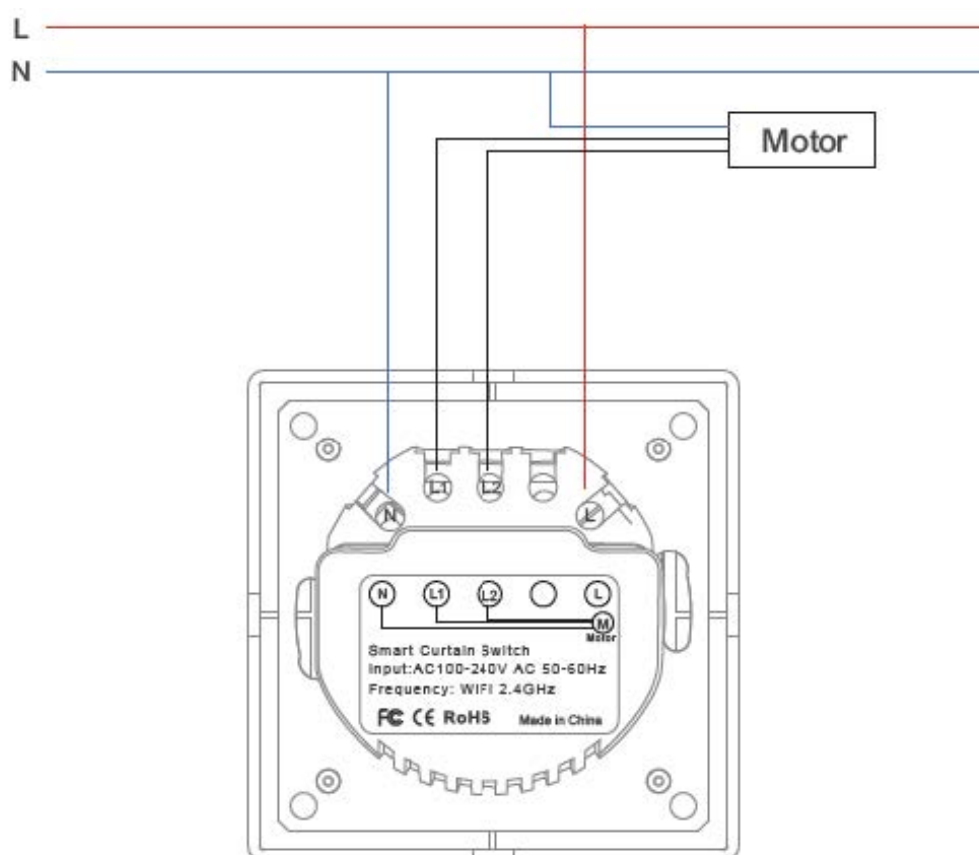 L
N
Motor
L1 L2
N L
N L1 L2 L
M
Motor
Smart Curtain Switch
Input:AC100-240V AC 50-60Hz
Frequency: WIFI 2.4GHz
FC CE RoHS Made in China